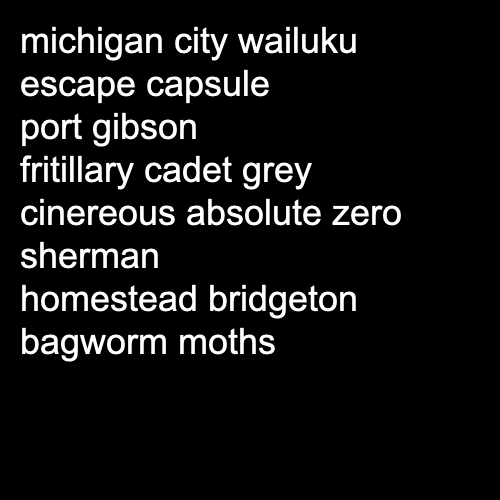 michigan city wailuku
escape capsule
port gibson
fritillary cadet grey
cinereous absolute zero
sherman
homestead bridgeton
bagworm moths